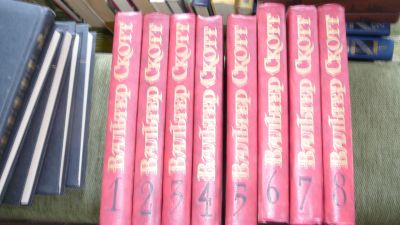 Вальтер Скотт 1
Вальтер Скотт 2
Вальтер Скотт 3
Вальтер Скотт 4
Вальтер Скотт 5
Вальтер Скотт 6
Вальтер Скотт 7
Вальтер Скотт 8